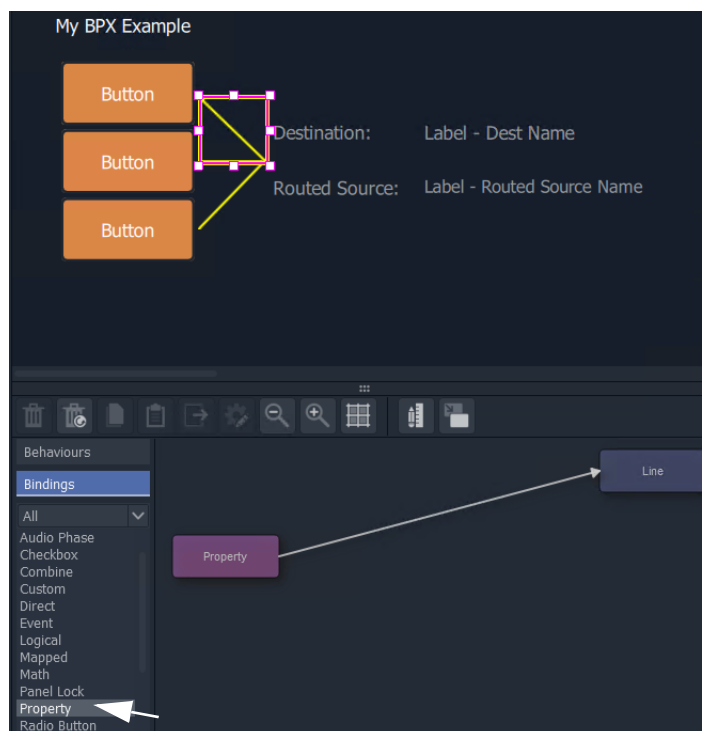 My BPX Example
Button
Button
Button
Destination: Label - Dest Name
Routed Source: Label - Routed Source Name
Behaviours
Bindings
All
Audio Phase
Checkbox
Combine
Custom
Direct
Event
Logical
Mapped
Math
Panel Lock
Property
Radio Button
Property
Line